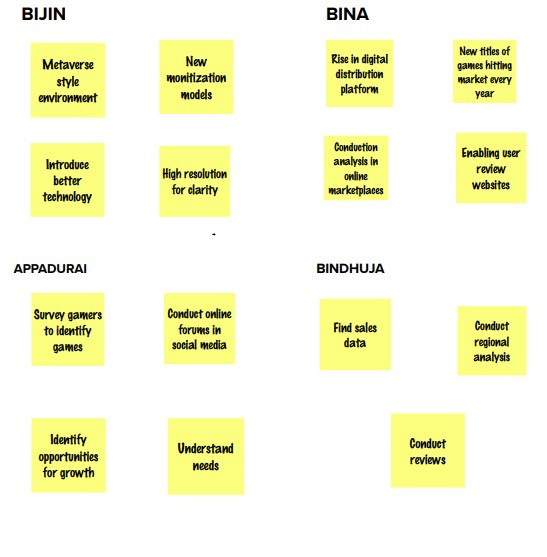 BIJIN
Metaverse
style
environment
New
monitization
models
Introduce
better
technology
High resolution
for clarity
BINA
Rise in digital
distribution
platform
New titles of
games hitting
market every
year
Conduction
analysis in
online
marketplaces
Enabling user
review
websites
APPADURAI
Survey gamers
to identify
games
Conduct online
forums in
social media
Identify
opportunities
for growth
Understand
needs
BINDHUJA
Find sales
data
Conduct
regional
analysis
Conduct
reviews